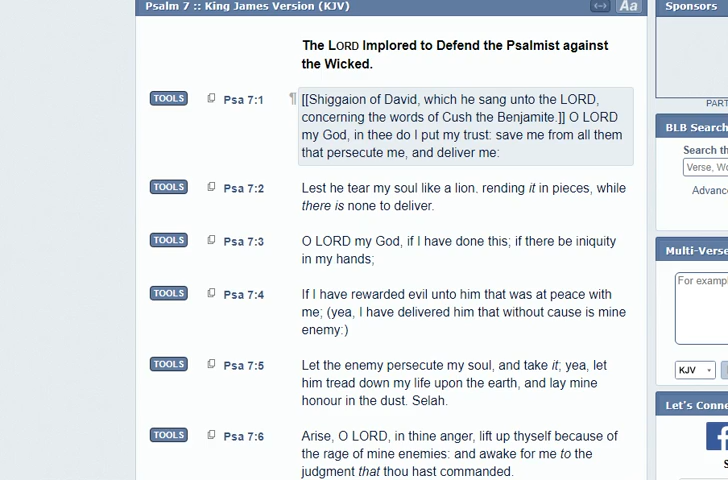 Psalm 7 :: King James Version (KJV)
Aa
Sponsors
The LORD Implored to Defend the Psalmist against
the Wicked.
PART
TOOLS
Psa 7:1
¶
[[Shiggaion of David, which he sang unto the LORD,
concerning the words of Cush the Benjamite.]] O LORD
my God, in thee do I put my trust: save me from all them
that persecute me, and deliver me:
BLB Search
Search th
Verse, Wo
Advanc
TOOLS
Psa 7:2
Lest he tear my soul like a lion. rending it in pieces, while
there is none to deliver.
TOOLS
Psa 7:3
O LORD my God, if I have done this; if there be iniquity
in my hands;
Multi-Verse
For examp
TOOLS
Psa 7:4
If I have rewarded evil unto him that was at peace with
me; (yea, I have delivered him that without cause is mine
enemy:)
TOOLS
Psa 7:5
Let the enemy persecute my soul, and take it; yea, let
him tread down my life upon the earth, and lay mine
honour in the dust. Selah.
KJV
Let's Conne
TOOLS
Psa 7:6
Arise, O LORD, in thine anger, lift up thyself because of
the rage of mine enemies: and awake for me to the
judgment that thou hast commanded.
S